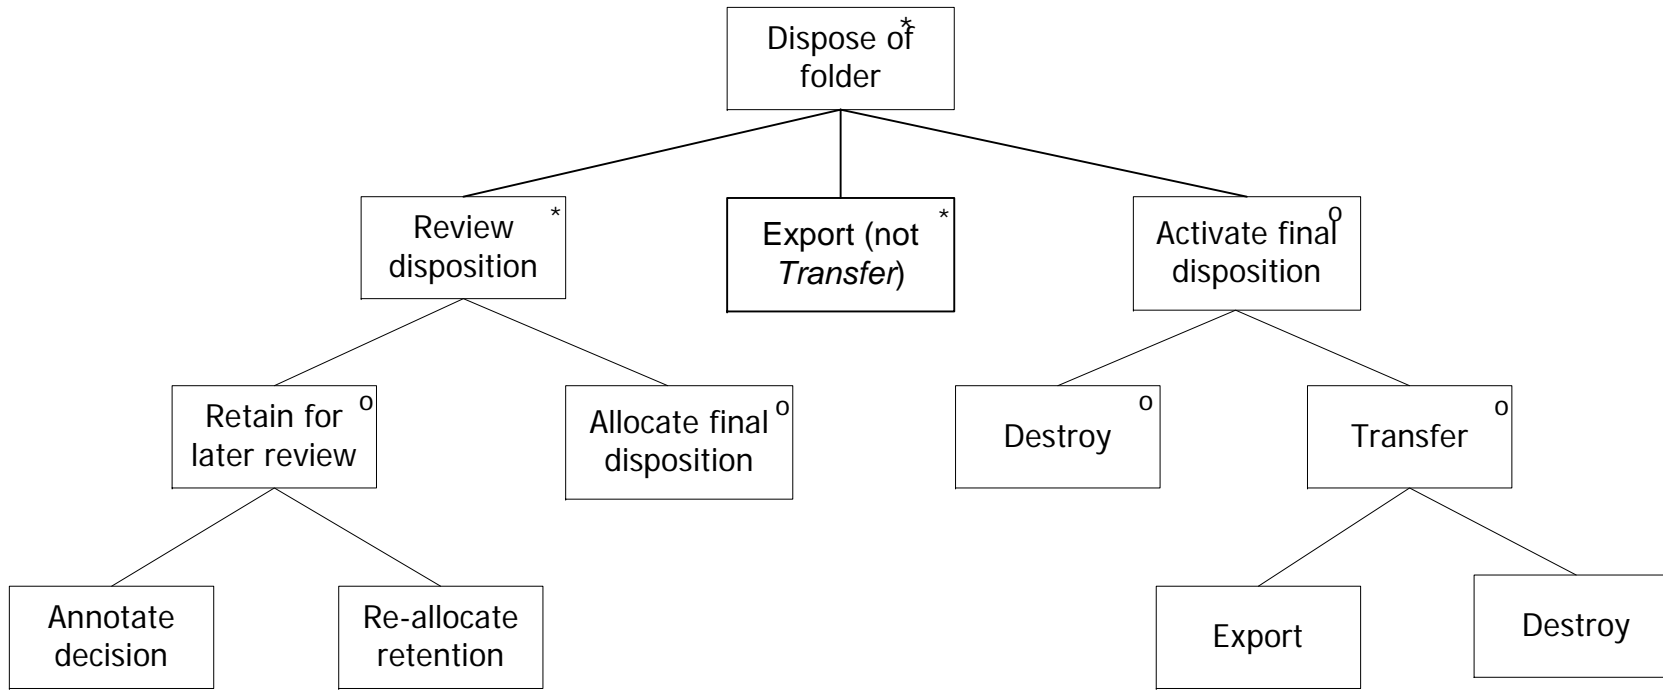 *
Dispose of
folder
*
Review
disposition
*
Export (not
Transfer)
o
Activate final
disposition
o
Retain for
later review
o
Allocate final
disposition
o
Destroy
o
Transfer
Annotate
decision
Re-allocate
retention
Export
Destroy